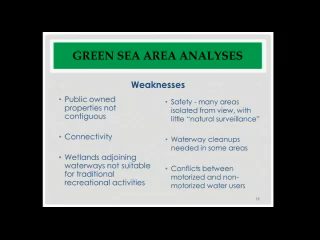 GREEN SEA AREA ANALYSES
Weaknesses
• Public owned
properties not
contiguous
• Connectivity
• Wetlands adjoining
waterways not suitable
for traditional
recreational activities
• Safety - many areas
isolated from view, with
little “natural surveillance”
• Waterway cleanups
needed in some areas
• Conflicts between
motorized and non-
motorized water users